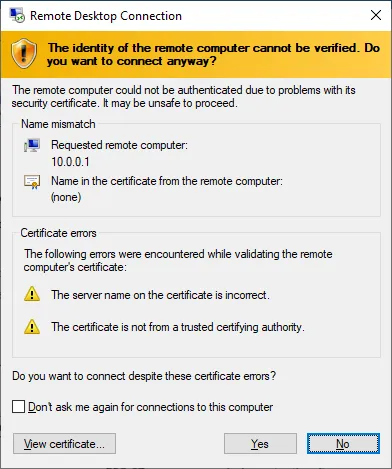 Remote Desktop Connection
The identity of the remote computer cannot be verified. Do
you want to connect anyway?
The remote computer could not be authenticated due to problems with its
security certificate. It may be unsafe to proceed.
Name mismatch
Requested remote computer:
10.0.0.1
Name in the certificate from the remote computer:
(none)
Certificate errors
The following errors were encountered while validating the remote
computer's certificate:
The server name on the certificate is incorrect.
The certificate is not from a trusted certifying authority.
Do you want to connect despite these certificate errors?
Don't ask me again for connections to this computer
View certificate...
Yes
No